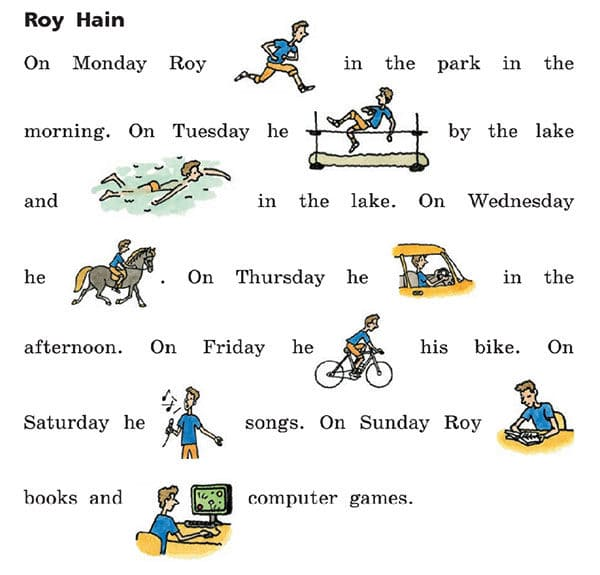 Roy Hain
On Monday Roy in the park in the
morning. On Tuesday he by the lake
and in the lake. On Wednesday
he . On Thursday he in the
afternoon. On Friday he his bike. On
Saturday he songs. On Sunday Roy
books and computer games.